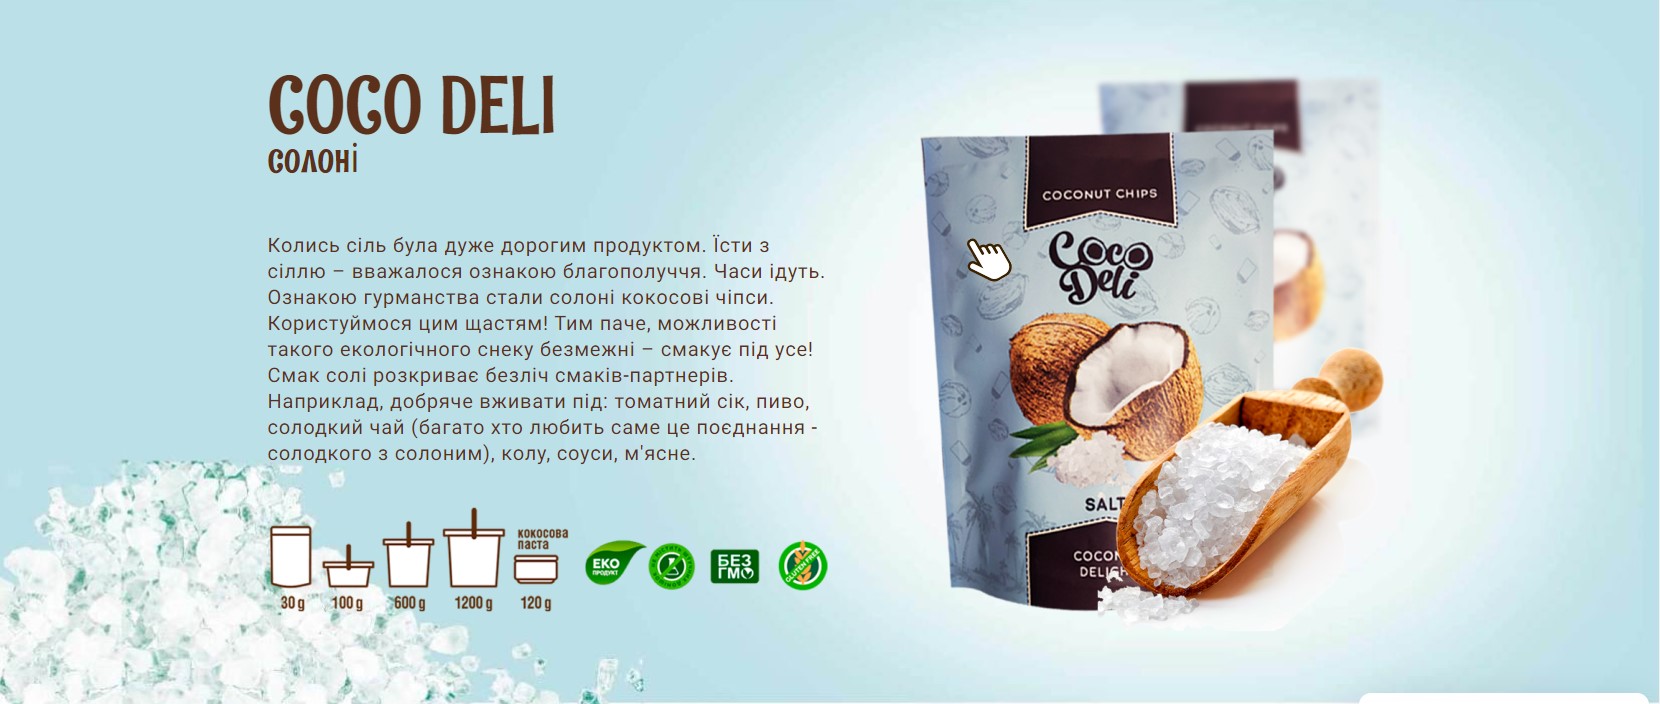 COCO DELI
солоні
Колись сіль була дуже дорогим продуктом. Їсти з
сіллю – вважалося ознакою благополуччя. Часи ідуть.
Ознакою гурманства стали солоні кокосові чіпси.
Користуймося цим щастям! Тим паче, можливості
такого екологічного снеку безмежні – смакує під усе!
Смак солі розкриває безліч смаків-партнерів.
Наприклад, добряче вживати під: томатний сік, пиво,
солодкий чай (багато хто любить саме це поєднання -
солодкого з солоним), колу, соуси, м'ясне.
30 g
100 g
600 g
1200 g
КОКОСОВА
ПАСТА
120 g
ЕКО
ПРОДУКТ
БЕЗ
ГМО
GLUTEN FREE
COCONUT CHIPS
Coco
Deli
SALT